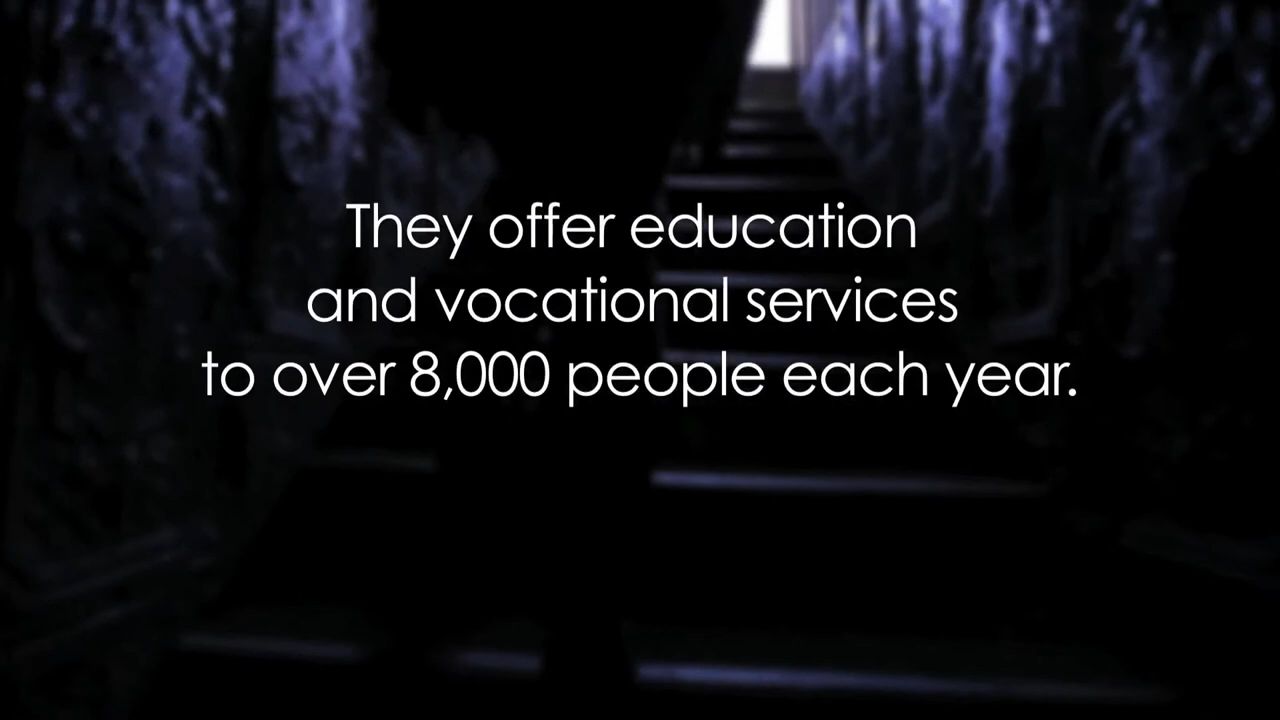 They offer education
and vocational services
to over 8,000 people each year.